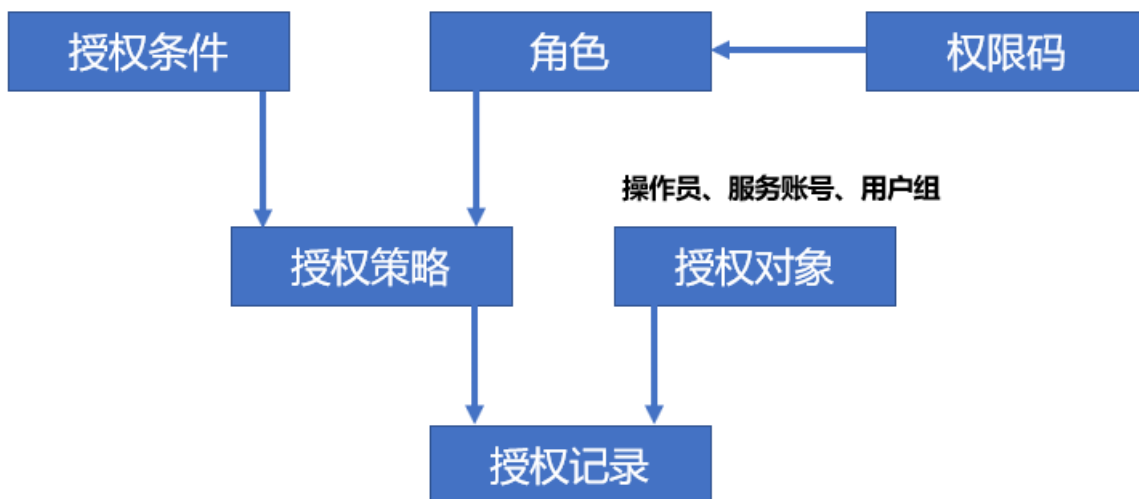 授权条件
角色
权限码
操作员、服务账号、用户组
授权策略
授权对象
授权记录